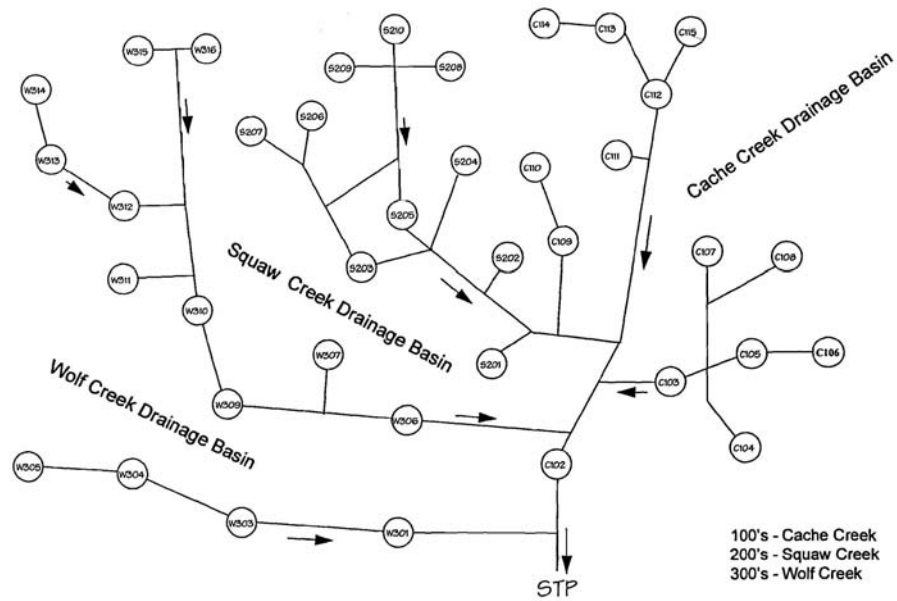 S210
C114
C113
C115
W315
W316
S209
S208
W314
C112
S206
S207
W313
C111
S204
C110
W312
S205
C109
C107
C108
S202
S203
W311
W310
W307
S201
C105
C106
C103
W309
W306
C104
C102
W305
W304
W303
W301
Cache Creek Drainage Basin
Squaw Creek Drainage Basin
Wolf Creek Drainage Basin
STP
100's - Cache Creek
200's - Squaw Creek
300's - Wolf Creek